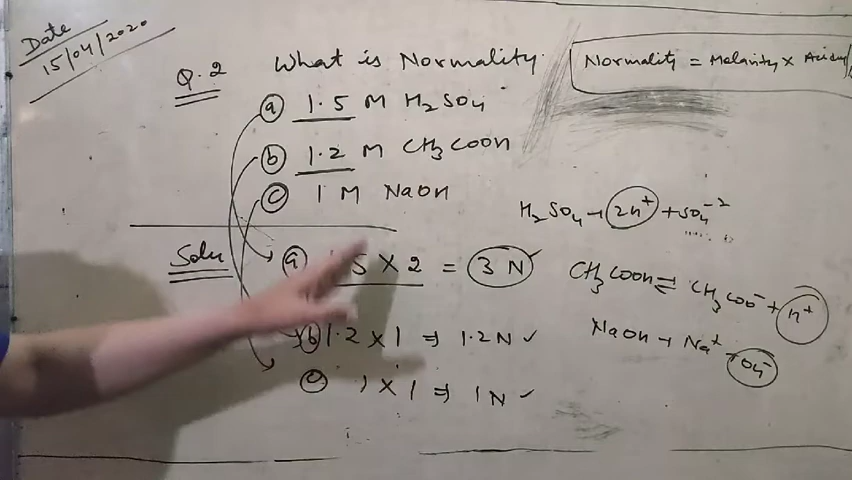 Date
15/04/2020
Q.2 What is Normality.
Normality = Molarity x
(a) 1.5 M H2SO4
(b) 1.2 M CH3COOH
(c) 1 M NaOH
H2SO4 → 2H+ + SO4-2
Soln (a) 5 x 2 = 3 N
CH3COOH ⇌ CH3COO- + H+
(b) 1.2 x 1 ⇒ 1.2 N ✓
NaOH → Na+ + OH-
(c) 1 x 1 ⇒ 1 N ✓